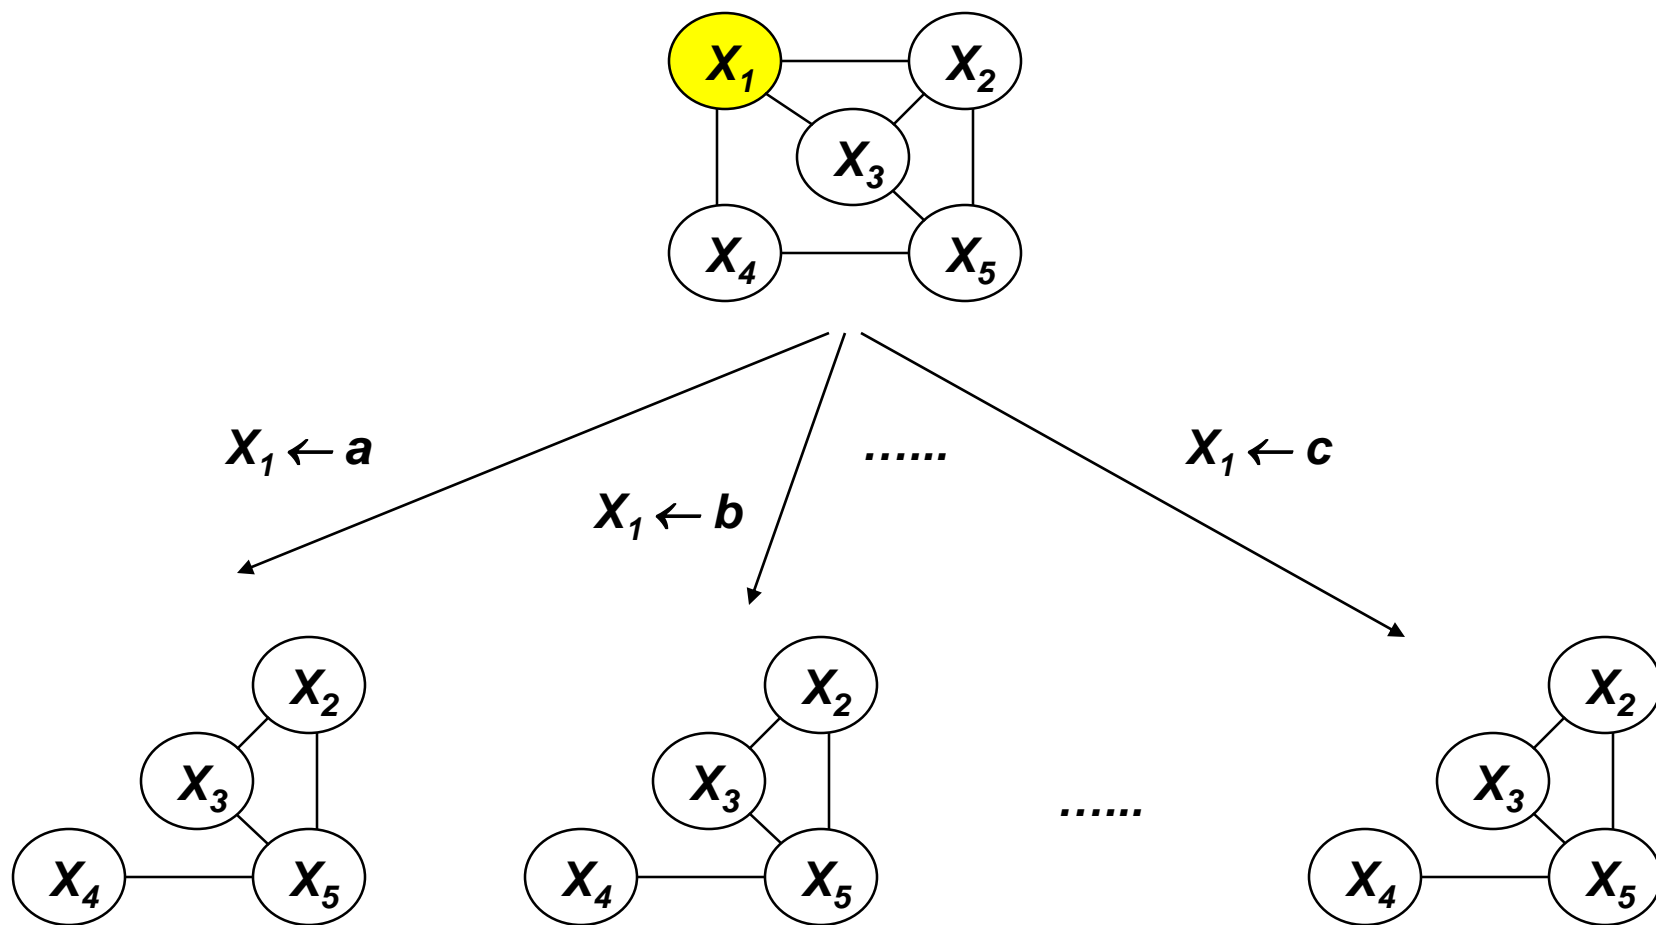 X₁ X₂
X₃
X₄ X₅
X₁ ← a
…...
X₁ ← c
X₁ ← b
X₂ X₂ X₂
X₃ X₃ X₃
…...
X₄ X₅ X₄ X₅ X₄ X₅